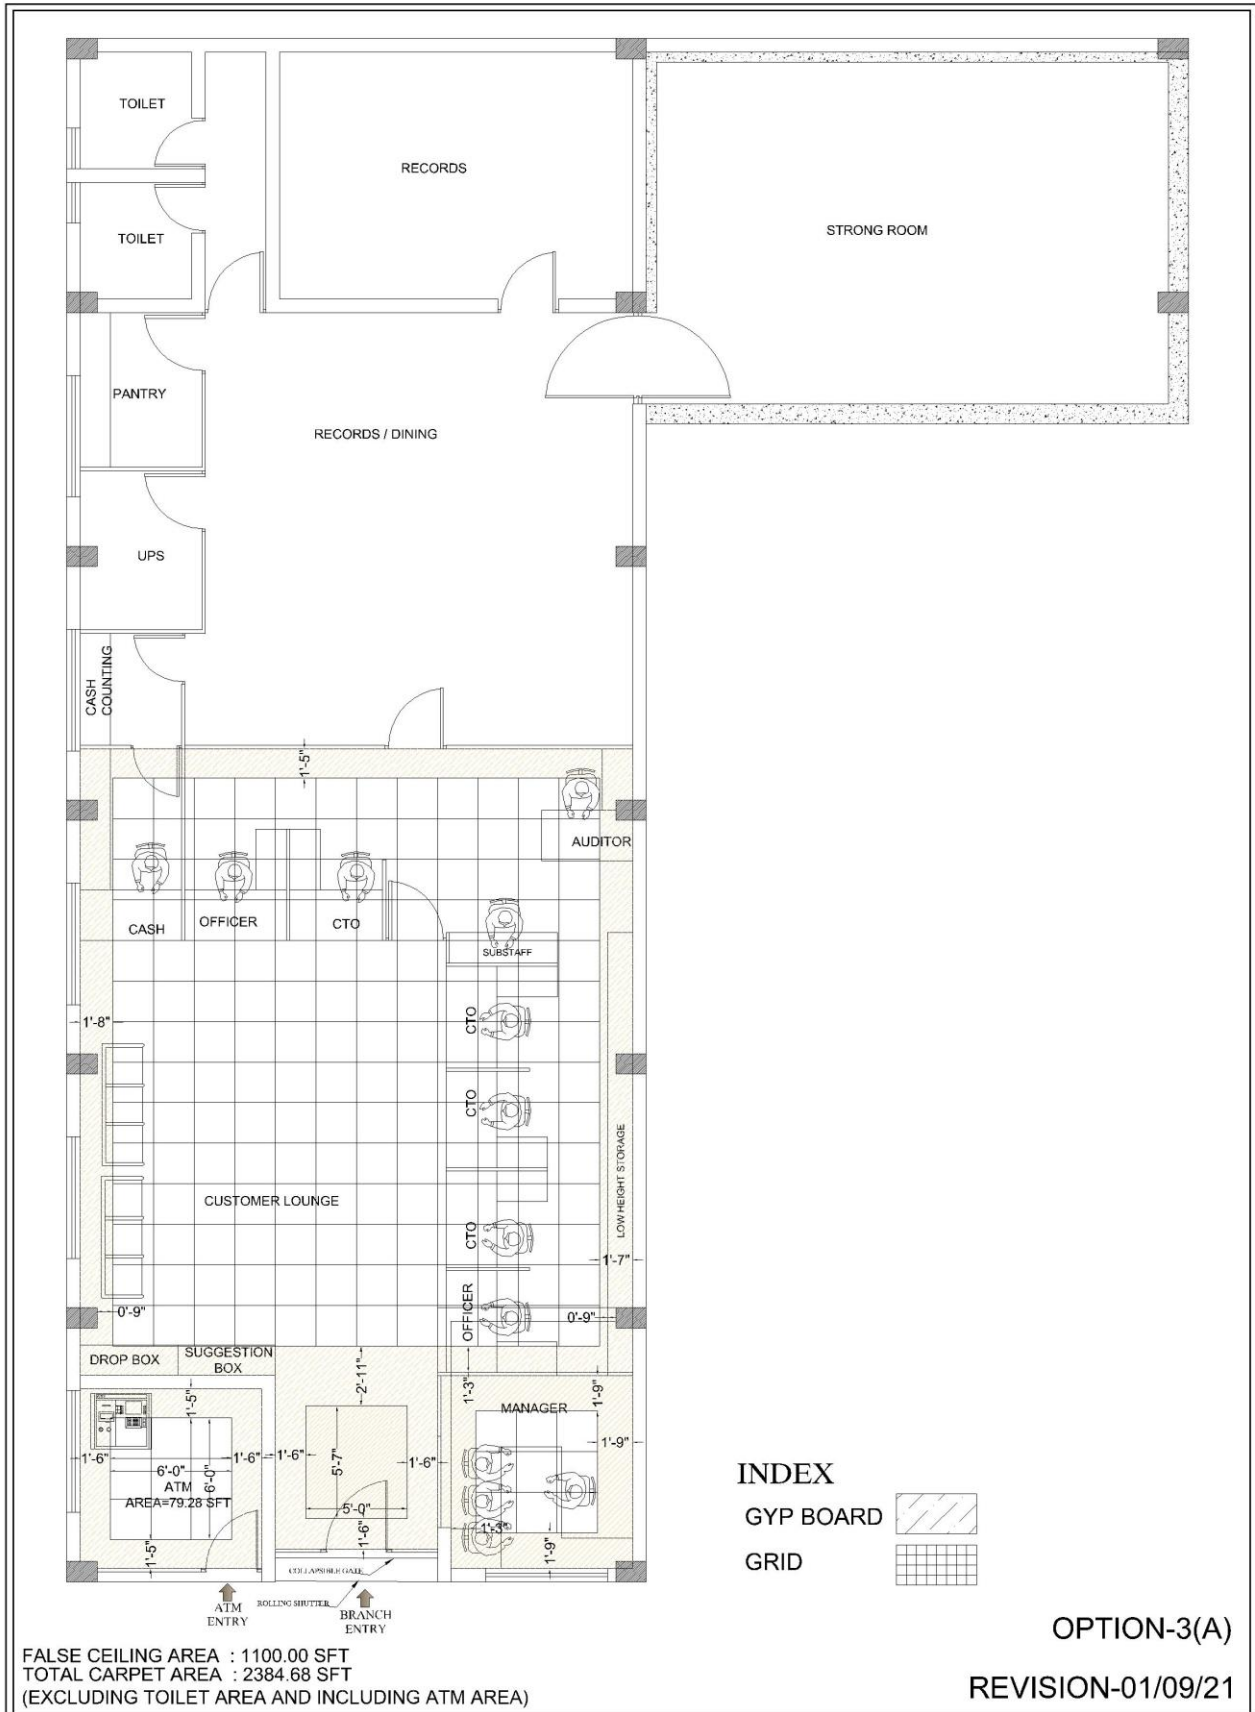 TOILET
RECORDS
STRONG ROOM
TOILET
PANTRY
RECORDS / DINING
UPS
CASH
COUNTING
1'-5"
AUDITOR
CASH
OFFICER
CTO
SUBSTAFF
CTO
1'-8"
CTO
LOW HEIGHT STORAGE
CUSTOMER LOUNGE
CTO
1'-7"
OFFICER
0'-9"
0'-9"
DROP BOX
SUGGESTION
BOX
2'-11"
1'-3"
1'-9"
1'-5"
MANAGER
1'-9"
1'-6"
1'-6"
1'-6"
5'-7"
1'-6"
6'-0"
6'-0"
ATM
AREA=79.28 SFT
5'-0"
1'-3"
1'-5"
1'-6"
1'-9"
COLLAPSIBLE GATE
ROLLING SHUTTER
ATM
ENTRY
BRANCH
ENTRY
INDEX
GYP BOARD
GRID
OPTION-3(A)
REVISION-01/09/21
FALSE CEILING AREA : 1100.00 SFT
TOTAL CARPET AREA : 2384.68 SFT
(EXCLUDING TOILET AREA AND INCLUDING ATM AREA)